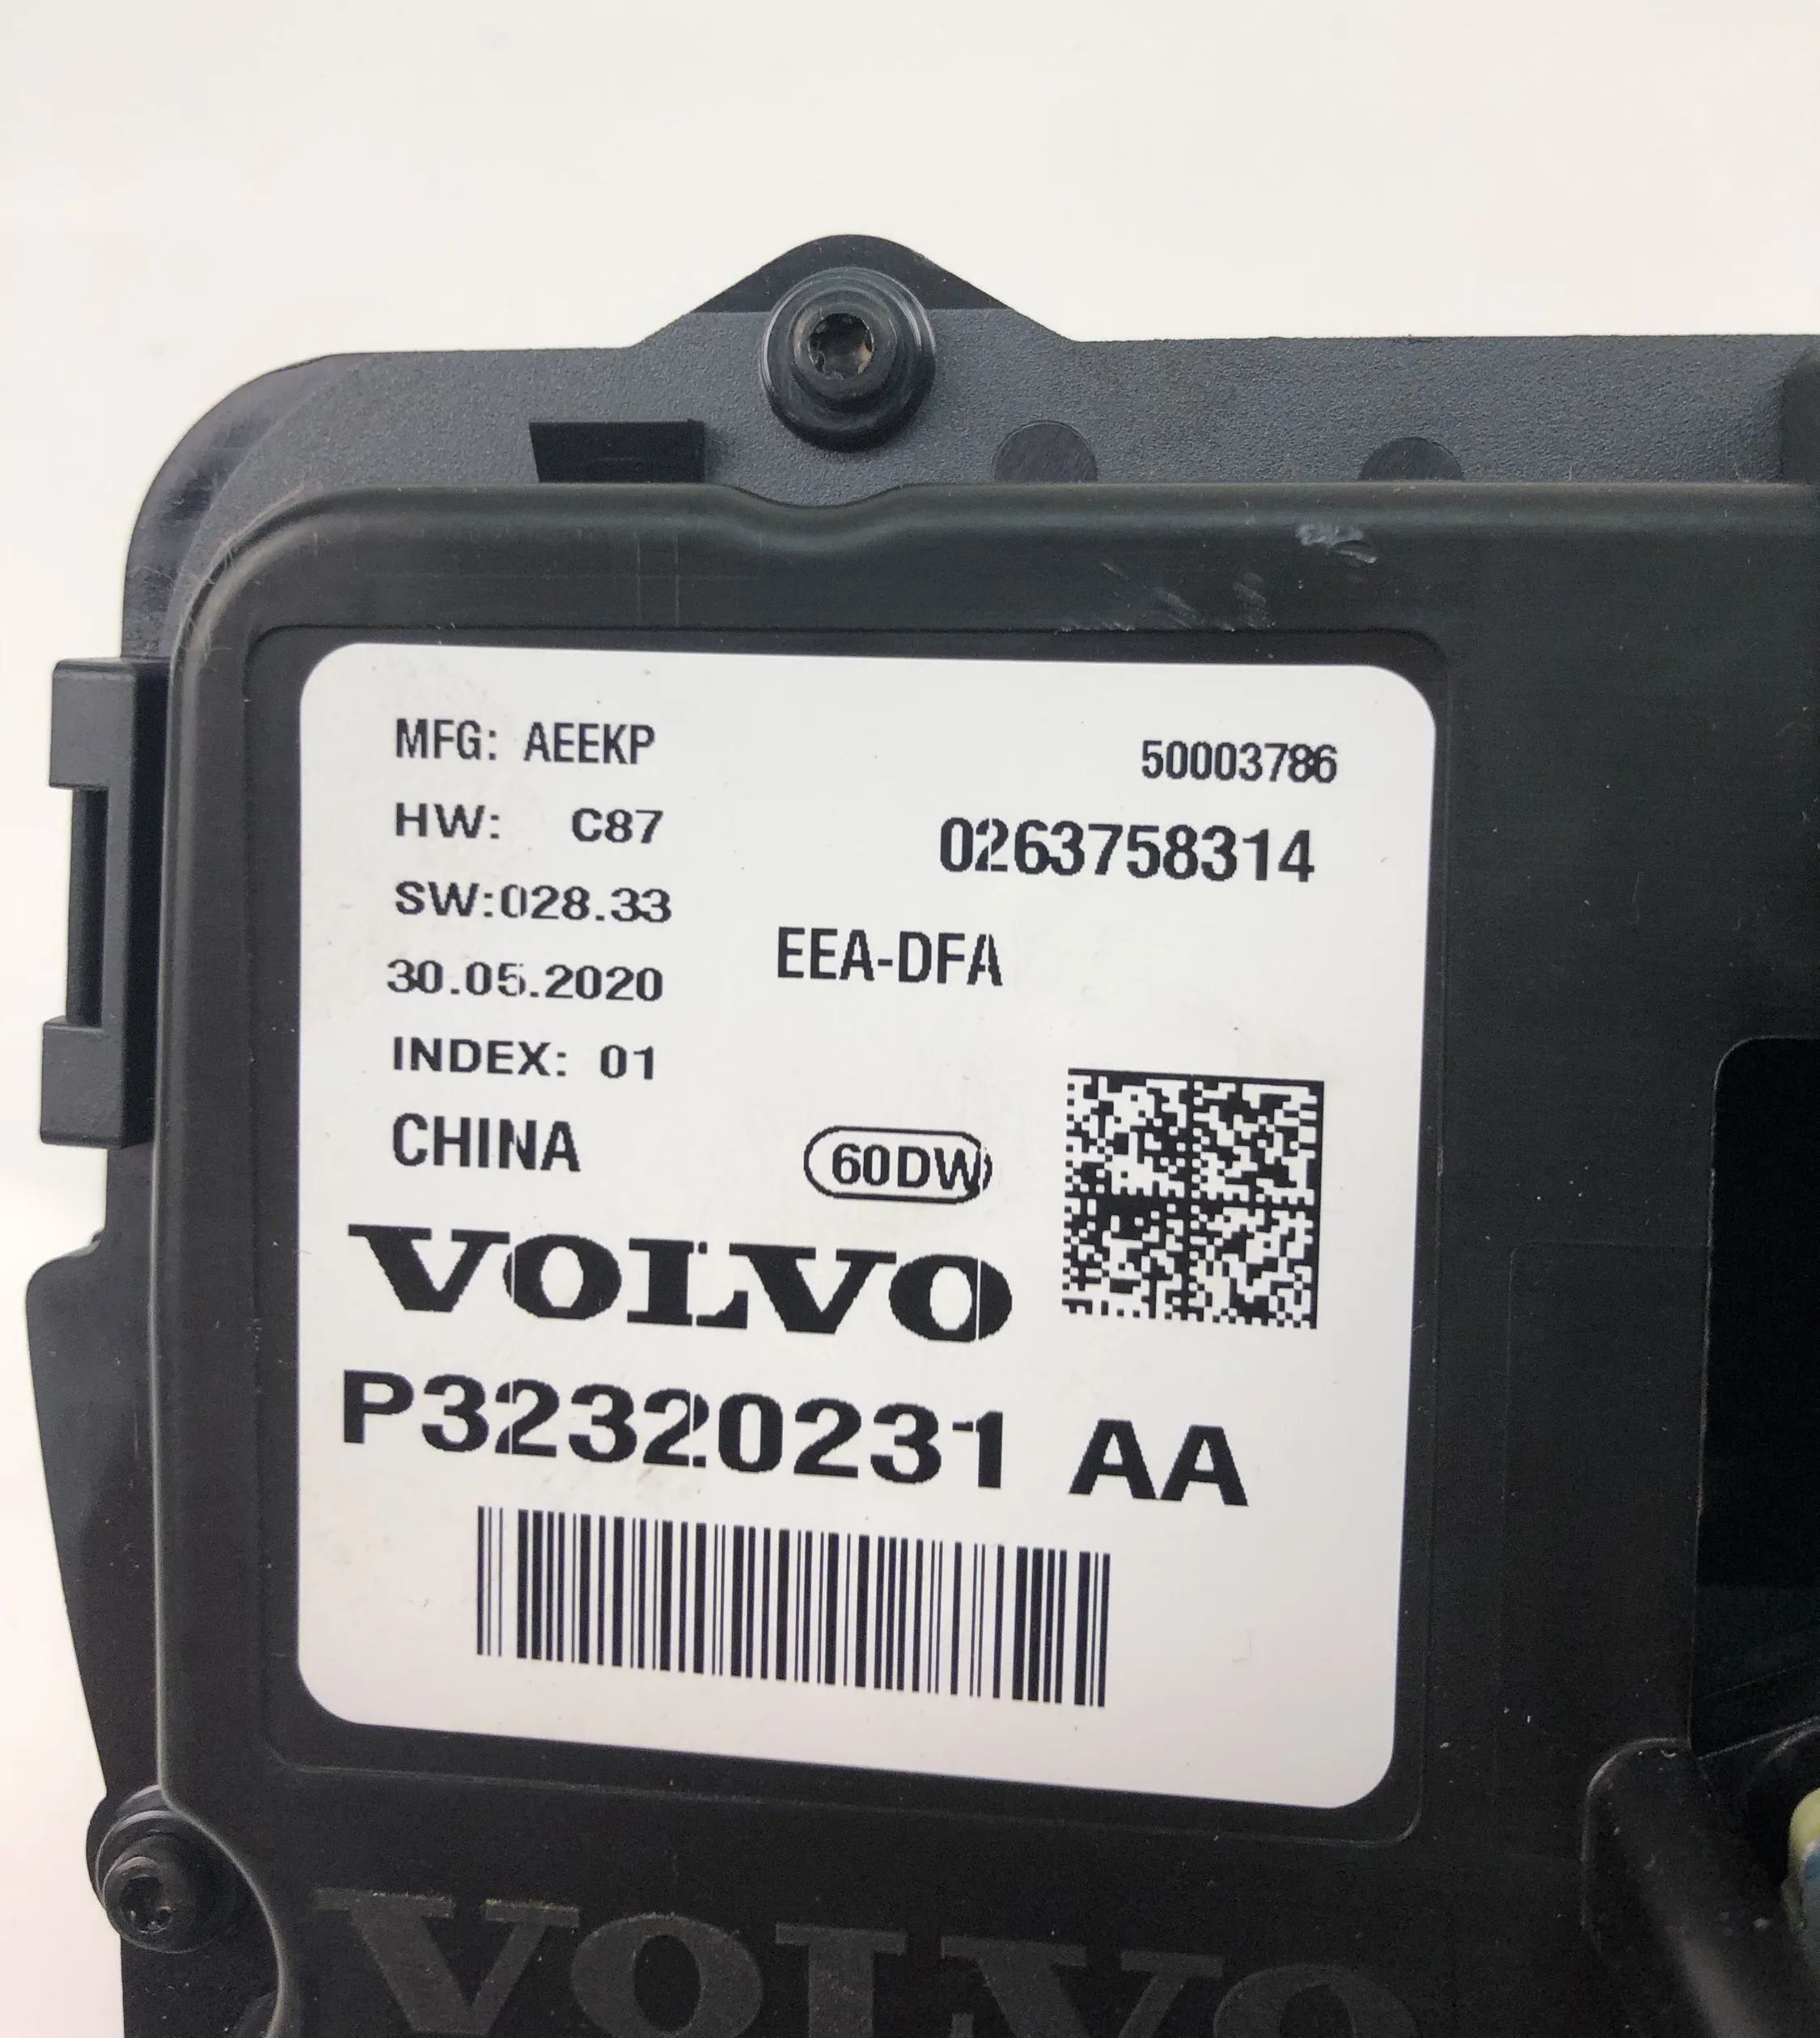 MFG: AEEKP
50003786
HW: C87
0263758314
SW:028.33
EEA-DFA
30.05.2020
INDEX: 01
CHINA
60DW
VOLVO
P32320231 AA
VOLVO